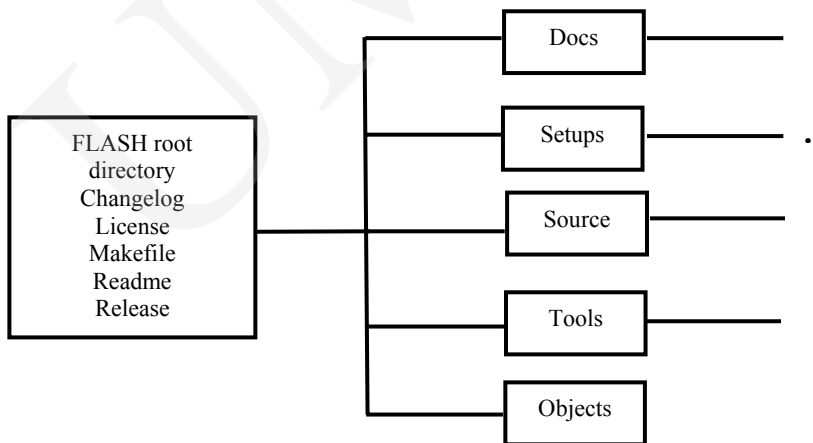 FLASH root
directory
Changelog
License
Makefile
Readme
Release
Docs
Setups
.
Source
Tools
Objects